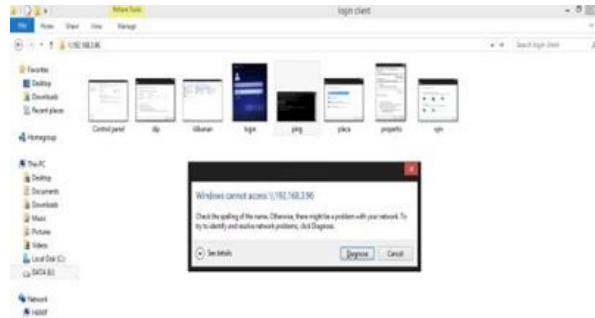 Picture Tools
login client
File Home Share View Manage
\\192.168.3.96
Search login client
Favorites
Desktop
Downloads
Recent places
Homegroup
This PC
Desktop
Documents
Downloads
Music
Pictures
Videos
Local Disk (C:)
DATA (E:)
Network
Control panel dip login ping place propertis vpn
Windows cannot access \\192.168.3.96
Check the spelling of the name. Otherwise, there might be a problem with your network. To
try to identify and resolve network problems, click Diagnose.
See details
Diagnose Cancel